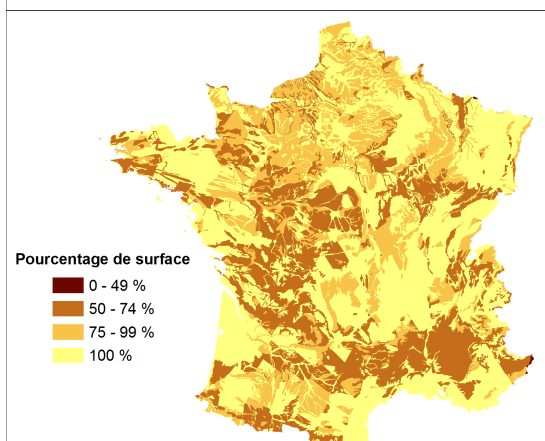 Pourcentage de surface
0 - 49 %
50 - 74 %
75 - 99 %
100 %